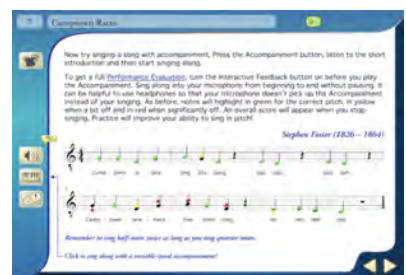 Camptown Races
Now try singing a song with accompaniment. Press the Accompaniment button, listen to the short
introduction and then start singing along.
To get a full Performance Evaluation, turn the Interactive Feedback button on before you play
the Accompaniment. Sing along into your microphone from beginning to end without pausing. It
can be helpful to use headphones so that your microphone doesn't pick up the Accompaniment
instead of your singing. As before, notes will highlight in green for the correct pitch, in yellow
when a bit off and in red when significantly off. An overall score will appear when you stop
singing. Practice will improve your ability to sing in pitch!
Stephen Foster (1826 – 1864)
Remember to sing half-notes twice as long as you sing quarter notes.
Click to sing along with a variable-speed accompaniment!